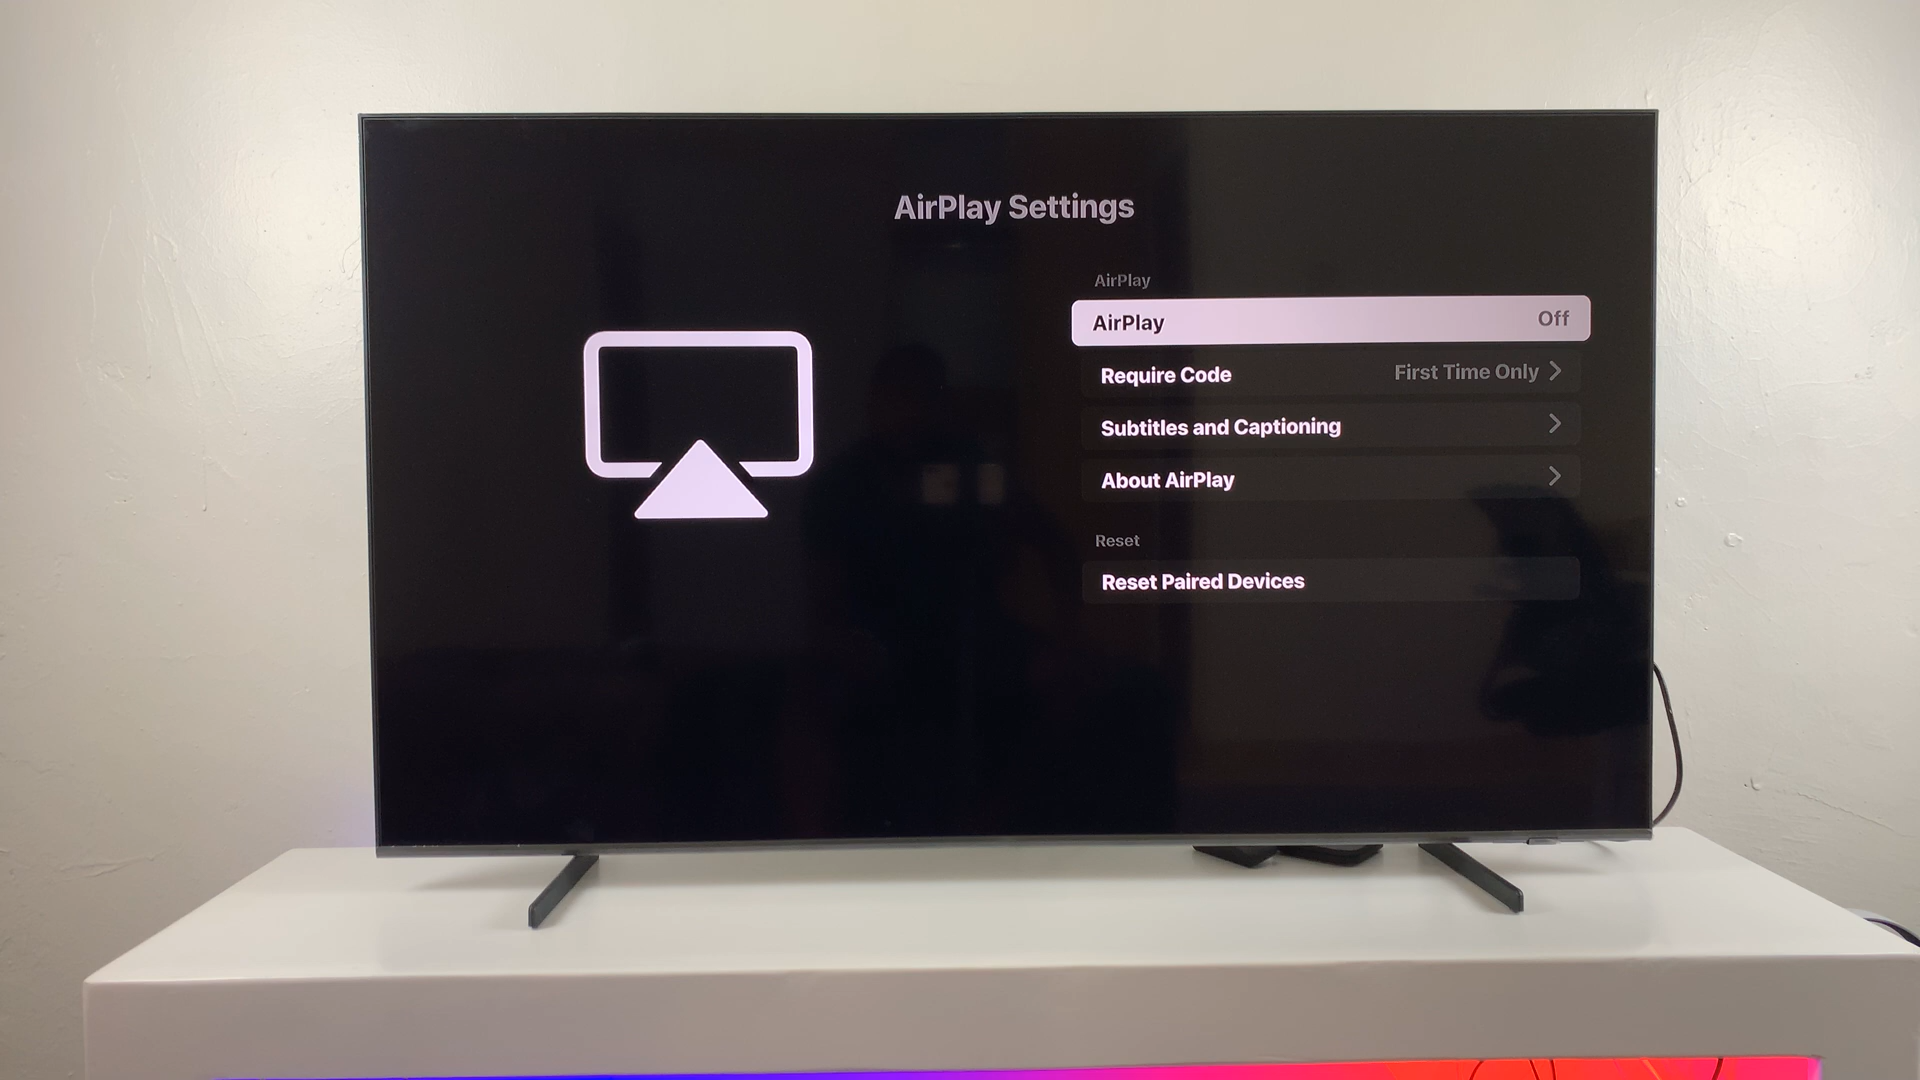 AirPlay Settings
AirPlay
AirPlay Off
Require Code First Time Only
Subtitles and Captioning
About AirPlay
Reset
Reset Paired Devices